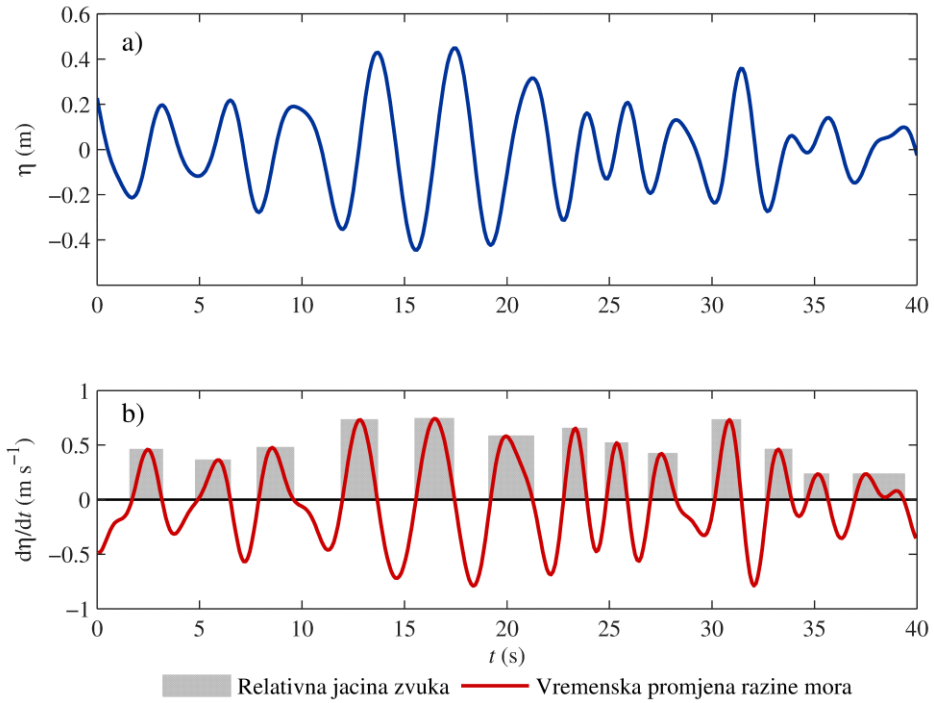 a)
0.6
0.4
0.2
0
−0.2
−0.4
η (m)
0 5 10 15 20 25 30 35 40
b)
1
0.5
0
−0.5
−1
dη/dt (m s⁻¹)
0 5 10 15 20 25 30 35 40
t (s)
Relativna jacina zvuka Vremenska promjena razine mora